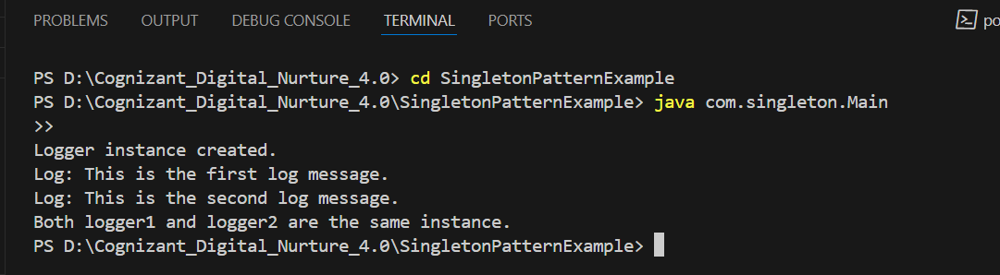 PROBLEMS OUTPUT DEBUG CONSOLE TERMINAL PORTS po
PS D:\Cognizant_Digital_Nurture_4.0> cd SingletonPatternExample
PS D:\Cognizant_Digital_Nurture_4.0\SingletonPatternExample> java com.singleton.Main
>>
Logger instance created.
Log: This is the first log message.
Log: This is the second log message.
Both logger1 and logger2 are the same instance.
PS D:\Cognizant_Digital_Nurture_4.0\SingletonPatternExample>